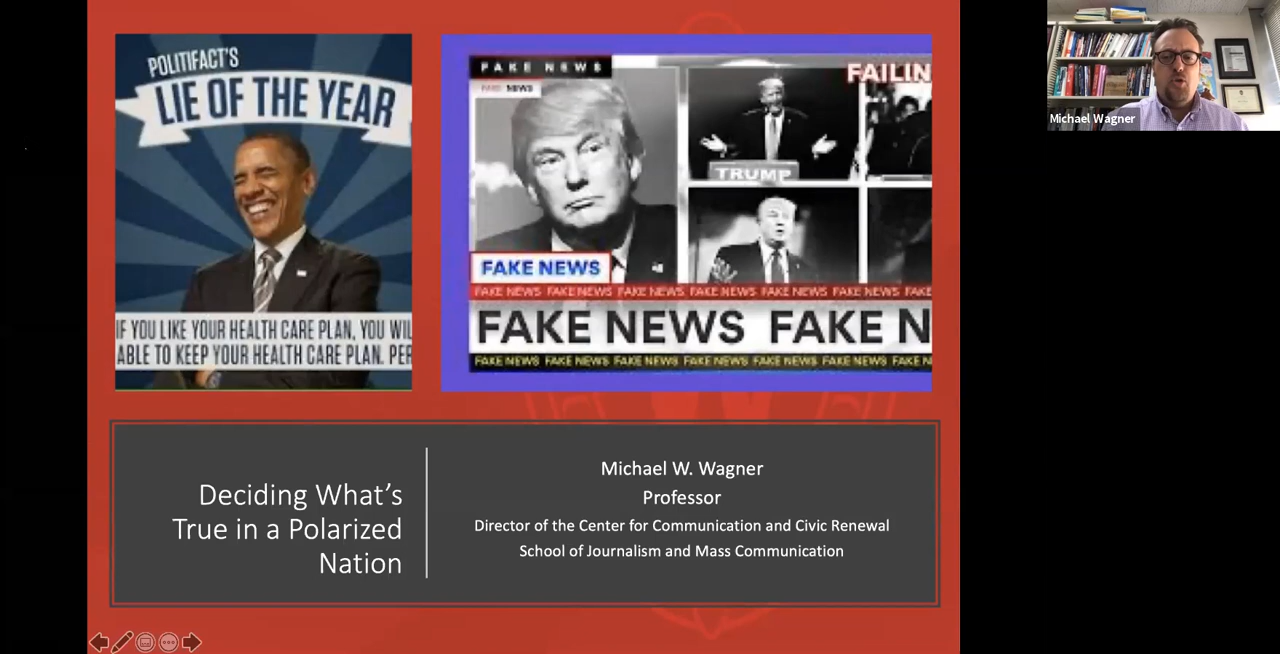 POLITIFACT'S
LIE OF THE YEAR
IF YOU LIKE YOUR HEALTH CARE PLAN, YOU WIL
ABLE TO KEEP YOUR HEALTH CARE PLAN. PER
FAKE NEWS
FAKE NEWS
FAILIN
TRUMP
FAKE NEWS
FAKE NEWS FAKE NEWS FAKE NEWS FAKE NEWS FAKE NEWS FAKE NEWS FAKE
FAKE NEWS FAKE N
FAKE NEWS FAKE NEWS FAKE NEWS FAKE NEWS FAKE NEWS FAKE NEWS FAKE N
Deciding What's
True in a Polarized
Nation
Michael W. Wagner
Professor
Director of the Center for Communication and Civic Renewal
School of Journalism and Mass Communication
Michael Wagner